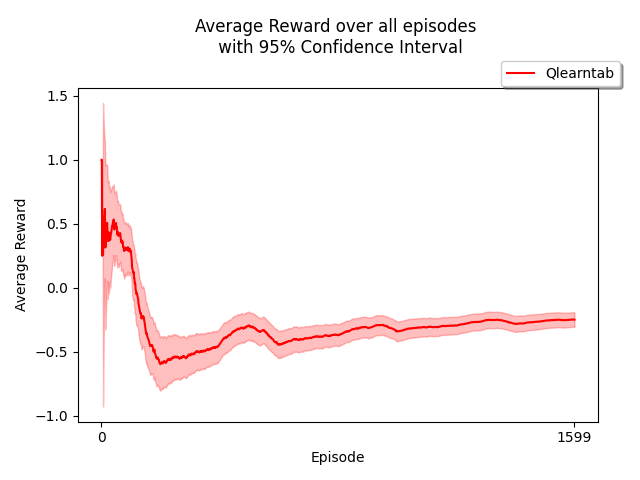 Average Reward over all episodes
with 95% Confidence Interval
Qlearntab
1.5
1.0
0.5
0.0
−0.5
−1.0
Average Reward
0
1599
Episode